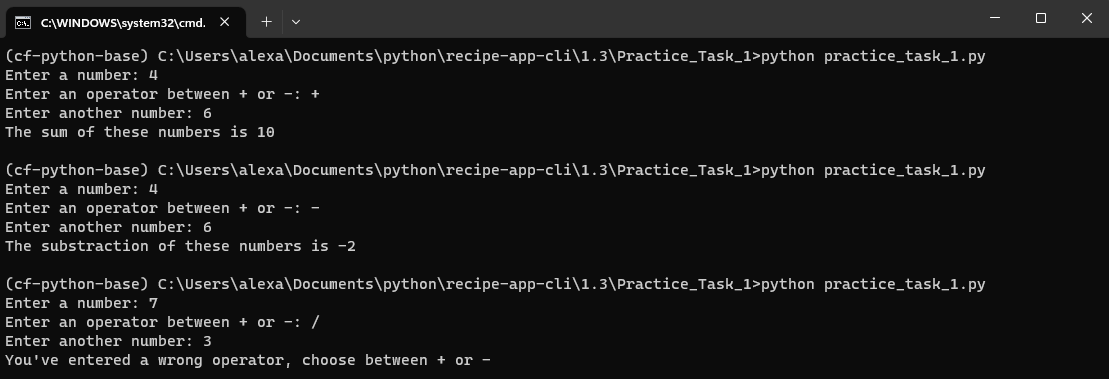 C:\WINDOWS\system32\cmd.
(cf-python-base) C:\Users\alexa\Documents\python\recipe-app-cli\1.3\Practice_Task_1>python practice_task_1.py
Enter a number: 4
Enter an operator between + or -: +
Enter another number: 6
The sum of these numbers is 10
(cf-python-base) C:\Users\alexa\Documents\python\recipe-app-cli\1.3\Practice_Task_1>python practice_task_1.py
Enter a number: 4
Enter an operator between + or -: -
Enter another number: 6
The substraction of these numbers is -2
(cf-python-base) C:\Users\alexa\Documents\python\recipe-app-cli\1.3\Practice_Task_1>python practice_task_1.py
Enter a number: 7
Enter an operator between + or -: /
Enter another number: 3
You've entered a wrong operator, choose between + or -